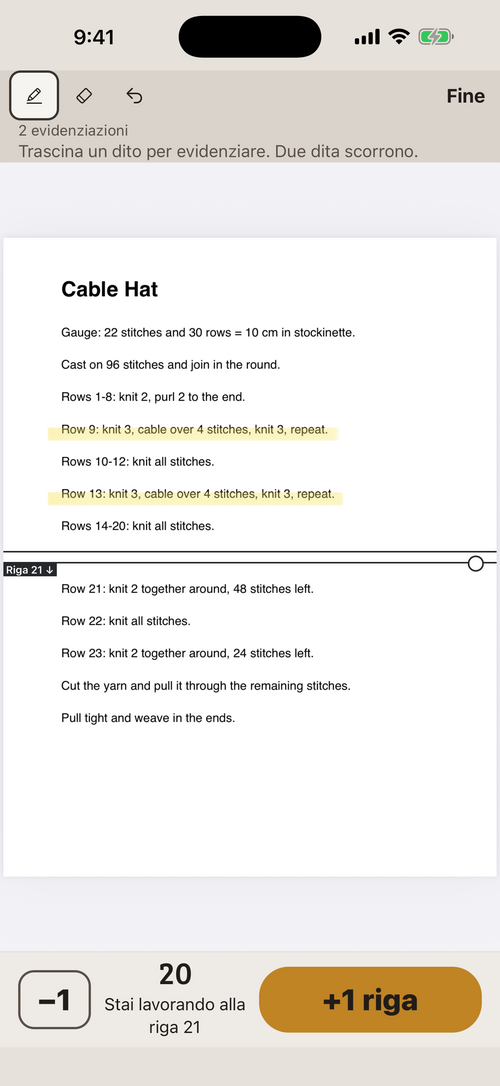 9:41
Fine
2 evidenziazioni
Trascina un dito per evidenziare. Due dita scorrono.
Cable Hat
Gauge: 22 stitches and 30 rows = 10 cm in stockinette.
Cast on 96 stitches and join in the round.
Rows 1-8: knit 2, purl 2 to the end.
Row 9: knit 3, cable over 4 stitches, knit 3, repeat.
Rows 10-12: knit all stitches.
Row 13: knit 3, cable over 4 stitches, knit 3, repeat.
Rows 14-20: knit all stitches.
Riga 21 ↓
Row 21: knit 2 together around, 48 stitches left.
Row 22: knit all stitches.
Row 23: knit 2 together around, 24 stitches left.
Cut the yarn and pull it through the remaining stitches.
Pull tight and weave in the ends.
−1
20
Stai lavorando alla
riga 21
+1 riga